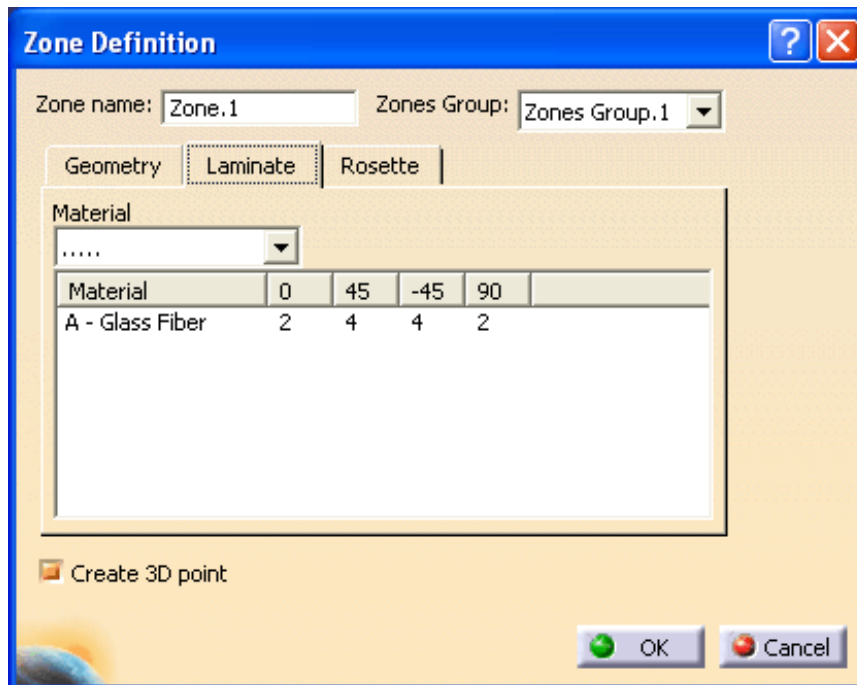 Zone Definition
Zone name: Zone.1 Zones Group: Zones Group.1
Geometry Laminate Rosette
Material
.....
Material 0 45 -45 90
A - Glass Fiber 2 4 4 2
Create 3D point
OK Cancel